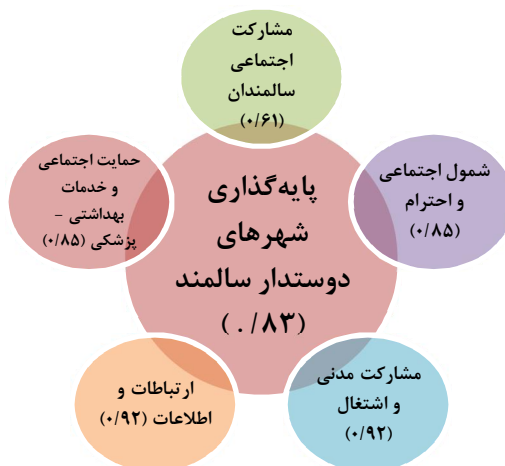 مشارکت
اجتماعی
سالمندان
(۰/۶۱)
شمول اجتماعی
و احترام
(۰/۸۵)
حمایت اجتماعی
و خدمات
بهداشتی -
پزشکی (۰/۸۵)
پایه‌گذاری
شهرهای
دوستدار سالمند
(۰/۸۳)
مشارکت مدنی
و اشتغال
(۰/۹۲)
ارتباطات و
اطلاعات (۰/۹۲)